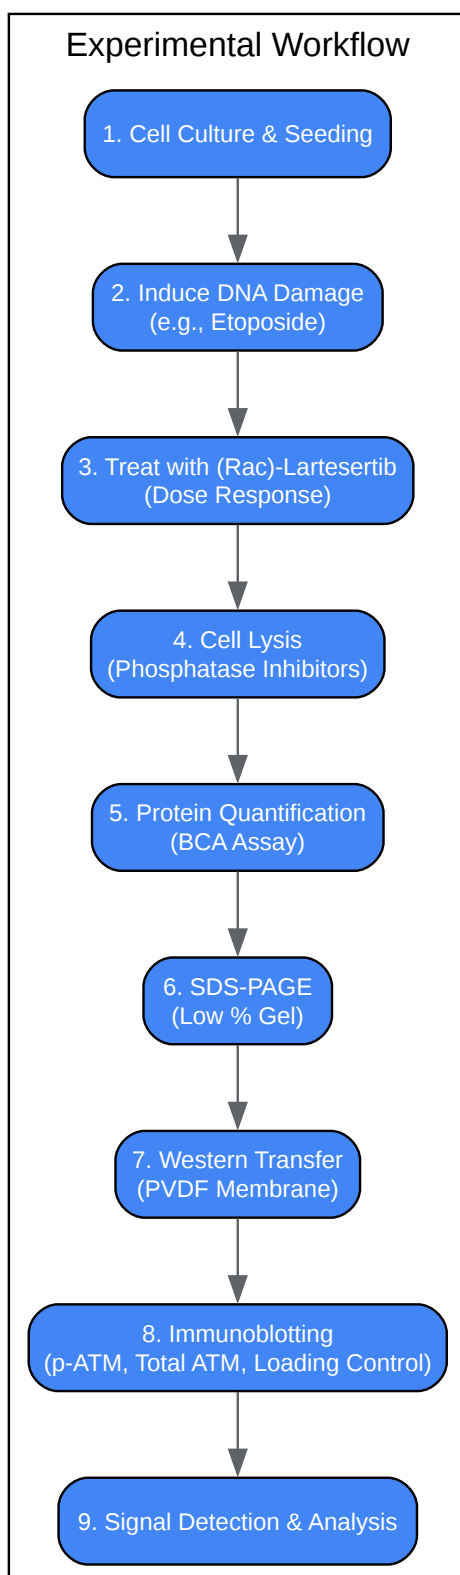 Experimental Workflow
1. Cell Culture & Seeding
2. Induce DNA Damage
(e.g., Etoposide)
3. Treat with (Rac)-Lartesertib
(Dose Response)
4. Cell Lysis
(Phosphatase Inhibitors)
5. Protein Quantification
(BCA Assay)
6. SDS-PAGE
(Low % Gel)
7. Western Transfer
(PVDF Membrane)
8. Immunoblotting
(p-ATM, Total ATM, Loading Control)
9. Signal Detection & Analysis